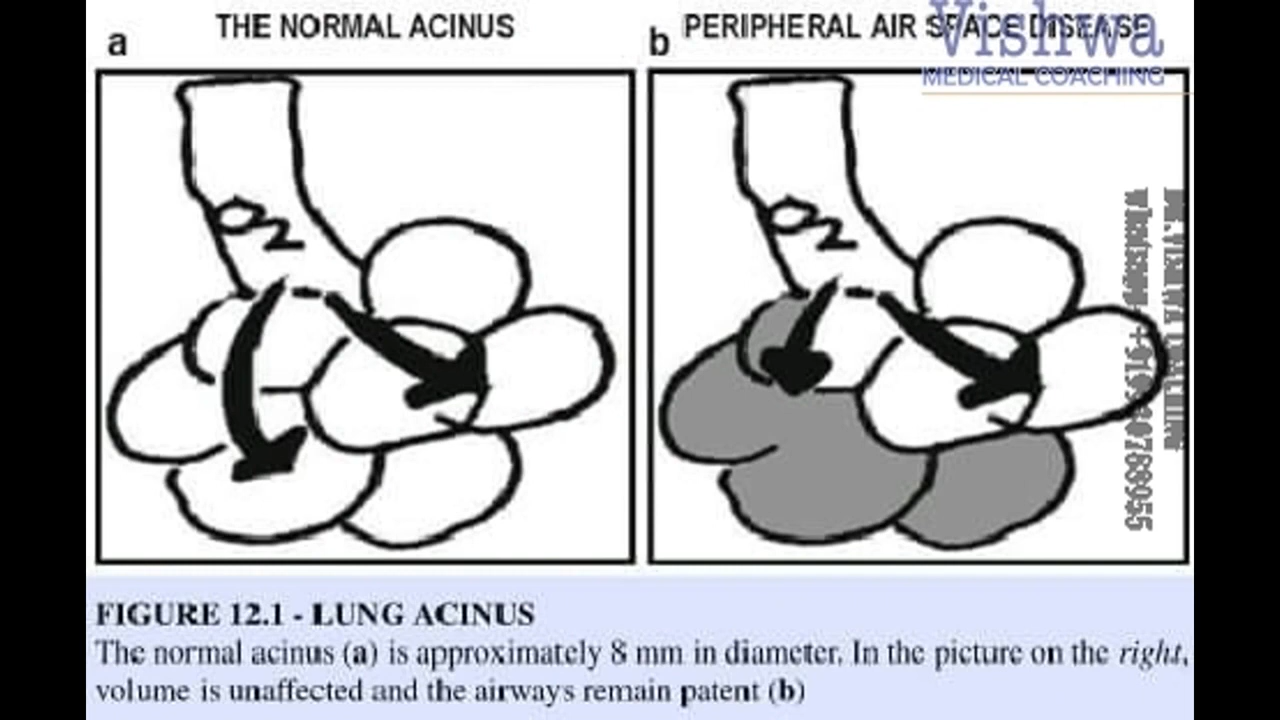 a THE NORMAL ACINUS
b PERIPHERAL AIR SPACE DISEASE
Vishwa
MEDICAL COACHING
O2
O2
FIGURE 12.1 - LUNG ACINUS
The normal acinus (a) is approximately 8 mm in diameter. In the picture on the right,
volume is unaffected and the airways remain patent (b)